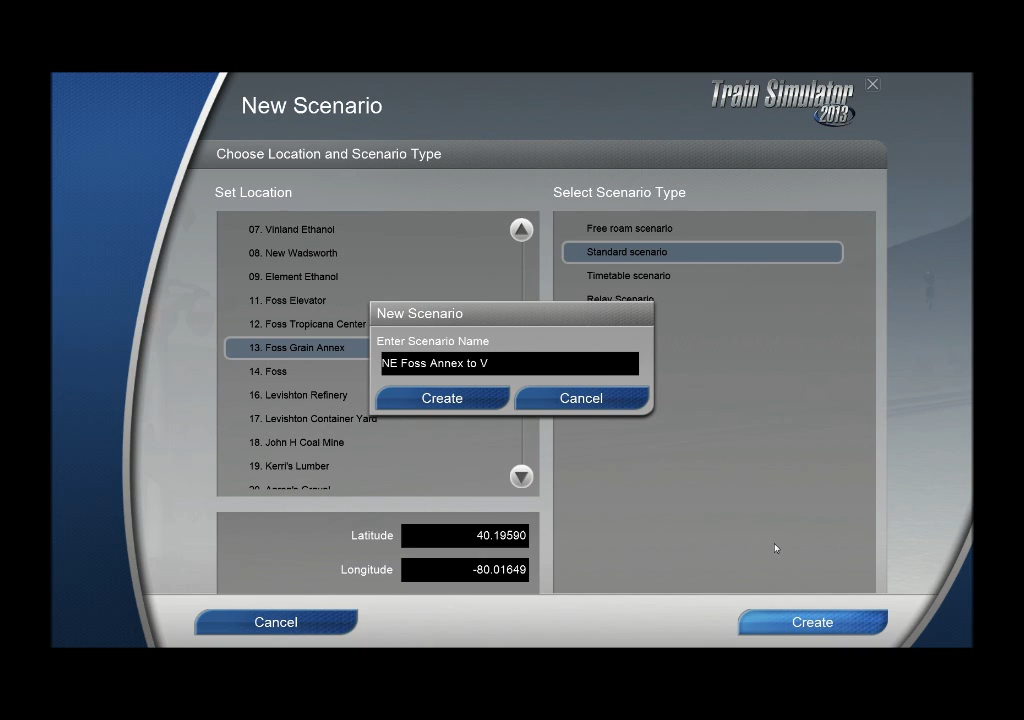 New Scenario
Train Simulator
2013
Choose Location and Scenario Type
Set Location
Select Scenario Type
07. Vinland Ethanol
08. New Wadsworth
09. Element Ethanol
11. Foss Elevator
12. Foss Tropicana Center
13. Foss Grain Annex
14. Foss
16. Levishton Refinery
17. Levishton Container Yard
18. John H Coal Mine
19. Kerri's Lumber
Free roam scenario
Standard scenario
Timetable scenario
Relay Scenario
New Scenario
Enter Scenario Name
NE Foss Annex to V
Create
Cancel
Latitude
40.19590
Longitude
-80.01649
Cancel
Create